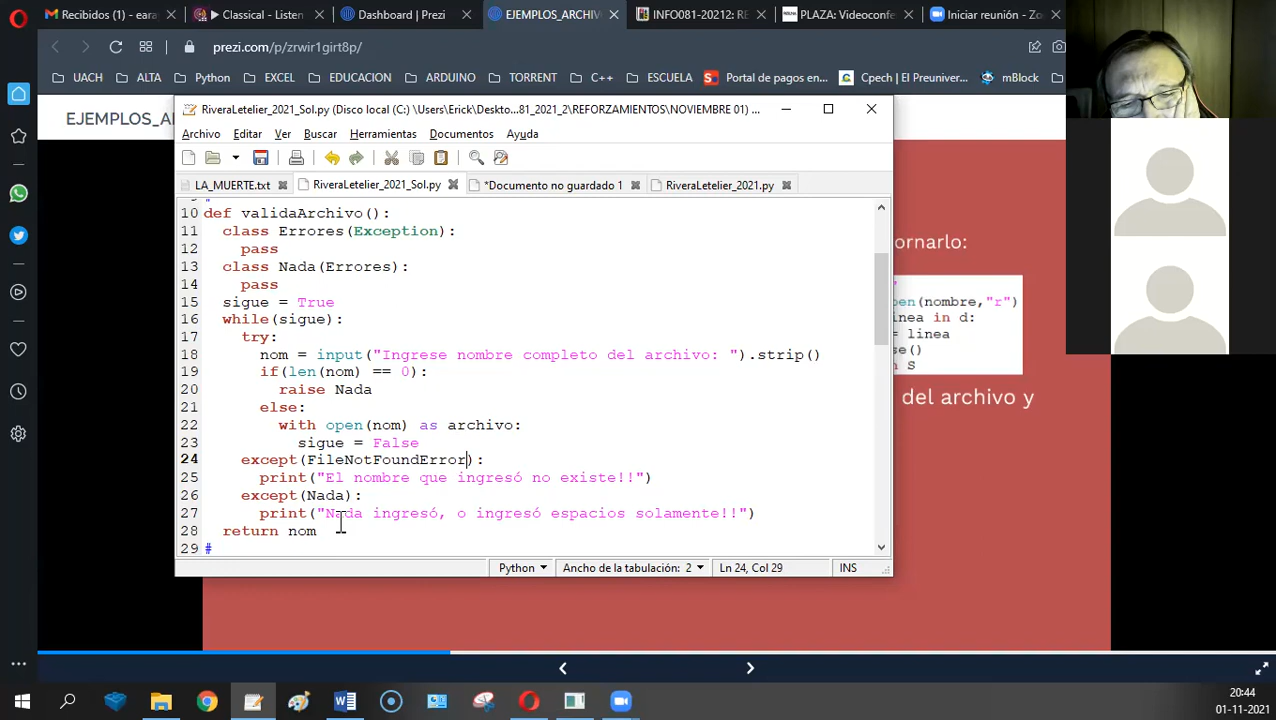 Recibidos (1) - eara
Classical - Listen
Dashboard | Prezi
EJEMPLOS_ARCHIV
INFO081-20212: R
PLAZA: Videoconfe
Iniciar reunión - Zo
prezi.com/p/zrwir1girt8p/
UACH
ALTA
Python
EXCEL
EDUCACION
ARDUINO
TORRENT
C++
ESCUELA
Portal de pagos en...
Cpech | El Preuniver...
mBlock
EJEMPLOS_A
RiveraLetelier_2021_Sol.py (Disco local (C:) \Users\Erick\Deskto...81_2021_2\REFORZAMIENTOS\NOVIEMBRE 01) ...
Archivo Editar Ver Buscar Herramientas Documentos Ayuda
LA_MUERTE.txt
RiveraLetelier_2021_Sol.py
*Documento no guardado 1
RiveraLetelier_2021.py
10 def validaArchivo():
11 class Errores(Exception):
12 pass
13 class Nada(Errores):
14 pass
15 sigue = True
16 while(sigue):
17 try:
18 nom = input("Ingrese nombre completo del archivo: ").strip()
19 if(len(nom) == 0):
20 raise Nada
21 else:
22 with open(nom) as archivo:
23 sigue = False
24 except(FileNotFoundError):
25 print("El nombre que ingresó no existe!!")
26 except(Nada):
27 print("Nada ingresó, o ingresó espacios solamente!!")
28 return nom
29 #
ornarlo:
pen(nombre,"r")
inea in d:
= linea
se()
n S
del archivo y
Python
Ancho de la tabulación: 2
Ln 24, Col 29
INS
20:44
01-11-2021